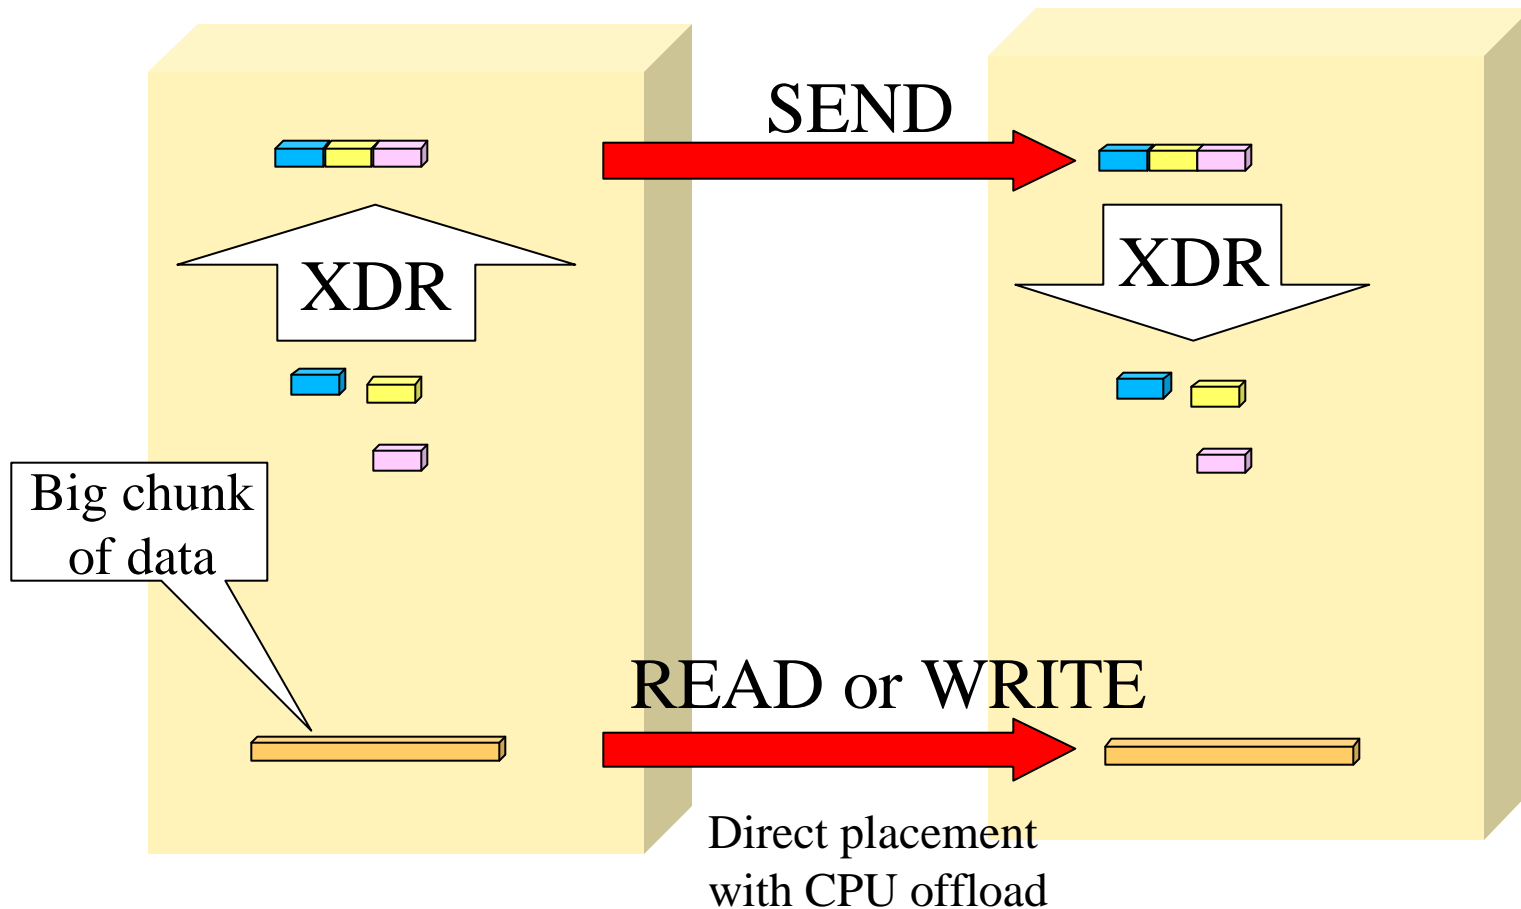 SEND
XDR
XDR
Big chunk
of data
READ or WRITE
Direct placement
with CPU offload